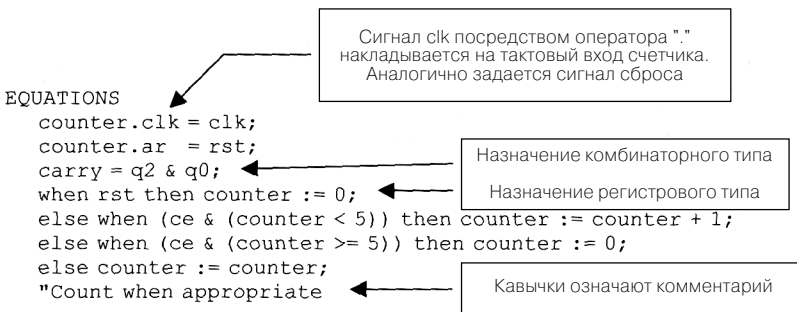 Сигнал clk посредством оператора "."
накладывается на тактовый вход счетчика.
Аналогично задается сигнал сброса
EQUATIONS
counter.clk = clk;
counter.ar = rst;
carry = q2 & q0;
Назначение комбинаторного типа
when rst then counter := 0;
Назначение регистрового типа
else when (ce & (counter < 5)) then counter := counter + 1;
else when (ce & (counter >= 5)) then counter := 0;
else counter := counter;
"Count when appropriate
Кавычки означают комментарий